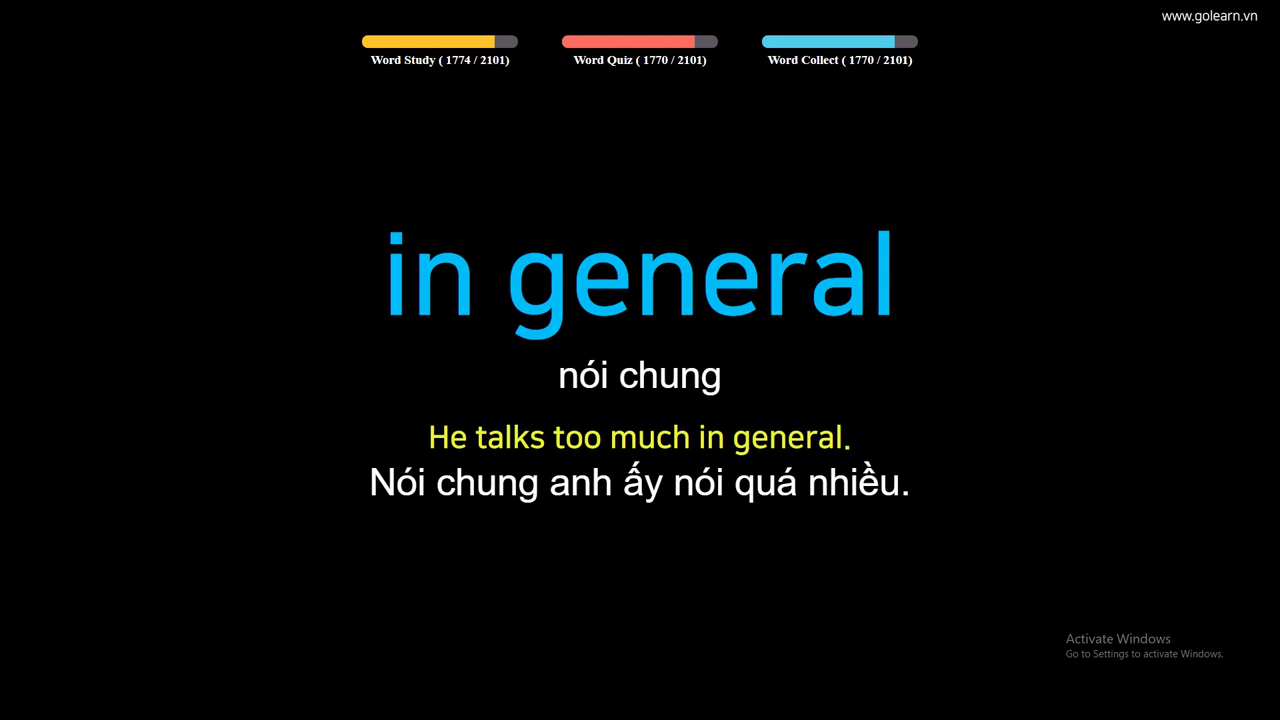 www.golearn.vn
Word Study ( 1774 / 2101)
Word Quiz ( 1770 / 2101)
Word Collect ( 1770 / 2101)
in general
nói chung
He talks too much in general.
Nói chung anh ấy nói quá nhiều.
Activate Windows
Go to Settings to activate Windows.